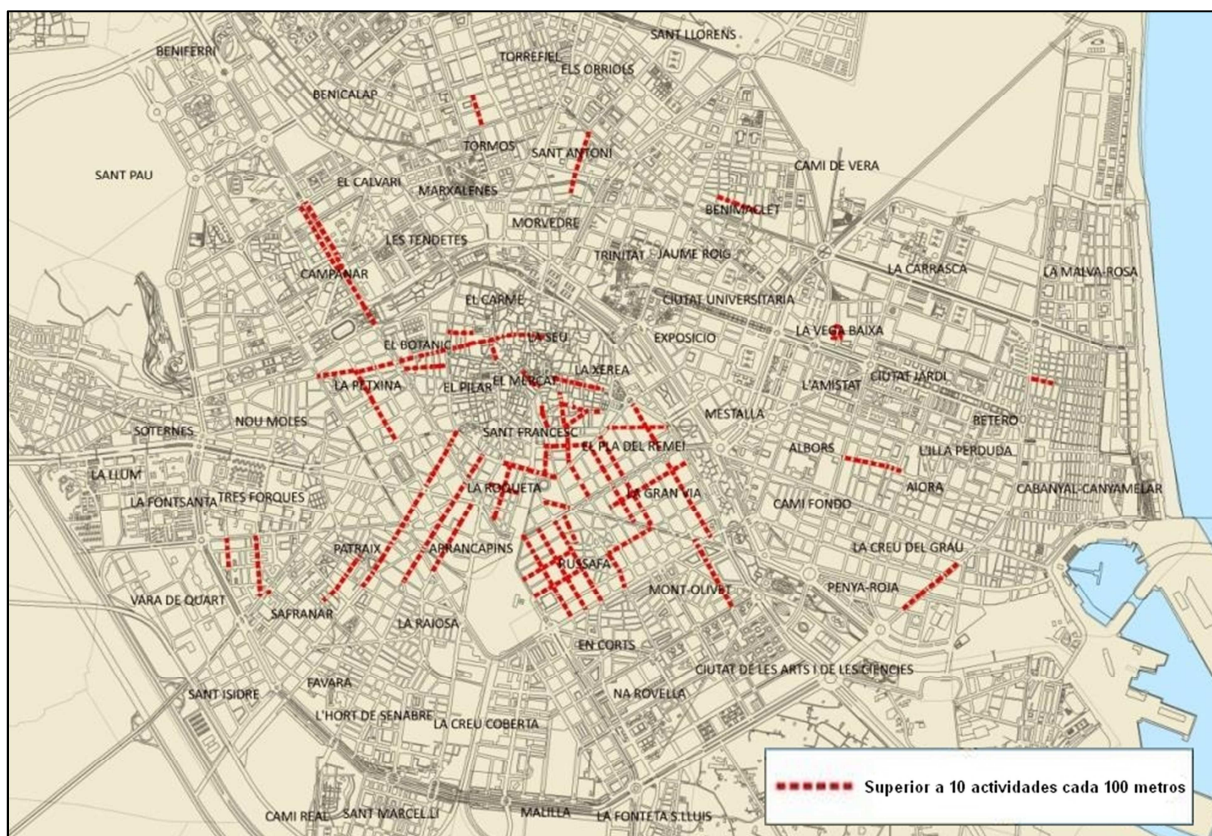 SANT LLORENS
BENIFERRI
TORREFIEL
ELS ORRIOLS
BENICALAP
TORMOS
SANT ANTONI
CAMI DE VERA
SANT PAU
EL CALVARI
MARXALENES
BENIMACLET
MORVEDRE
LES TENDETES
TRINITAT
JAUME ROIG
CAMPANAR
LA CARRASCA
LA MALVA-ROSA
EL CARME
CIUTAT UNIVERSITARIA
EL BOTANIC
LA SEU
EXPOSICIO
LA VEGA BAIXA
LA XEREA
LA PETXINA
EL PILAR
EL MERCAT
L'AMISTAT
CIUTAT JARDI
NOU MOLES
MESTALLA
BETERO
SOTERNES
SANT FRANCESC
EL PLA DEL REMEI
ALBORS
L'ILLA PERDUDA
LA LLUM
LA ROQUETA
LA GRAN VIA
AIORA
CABANYAL-CANYAMELAR
LA FONTSANTA
TRES FORQUES
CAMI FONDO
PATRAIX
ARRANCAPINS
LA CREU DEL GRAU
RUSSAFA
VARA DE QUART
MONT-OLIVET
PENYA-ROJA
SAFRANAR
LA RAIOSA
EN CORTS
CIUTAT DE LES ARTS I DE LES CIENCIES
SANT ISIDRE
FAVARA
NA ROVELLA
L'HORT DE SENABRE
LA CREU COBERTA
Superior a 10 actividades cada 100 metros
CAMI REAL
SANT MARCEL.LI
MALILLA
LA FONTETA S.LLUIS